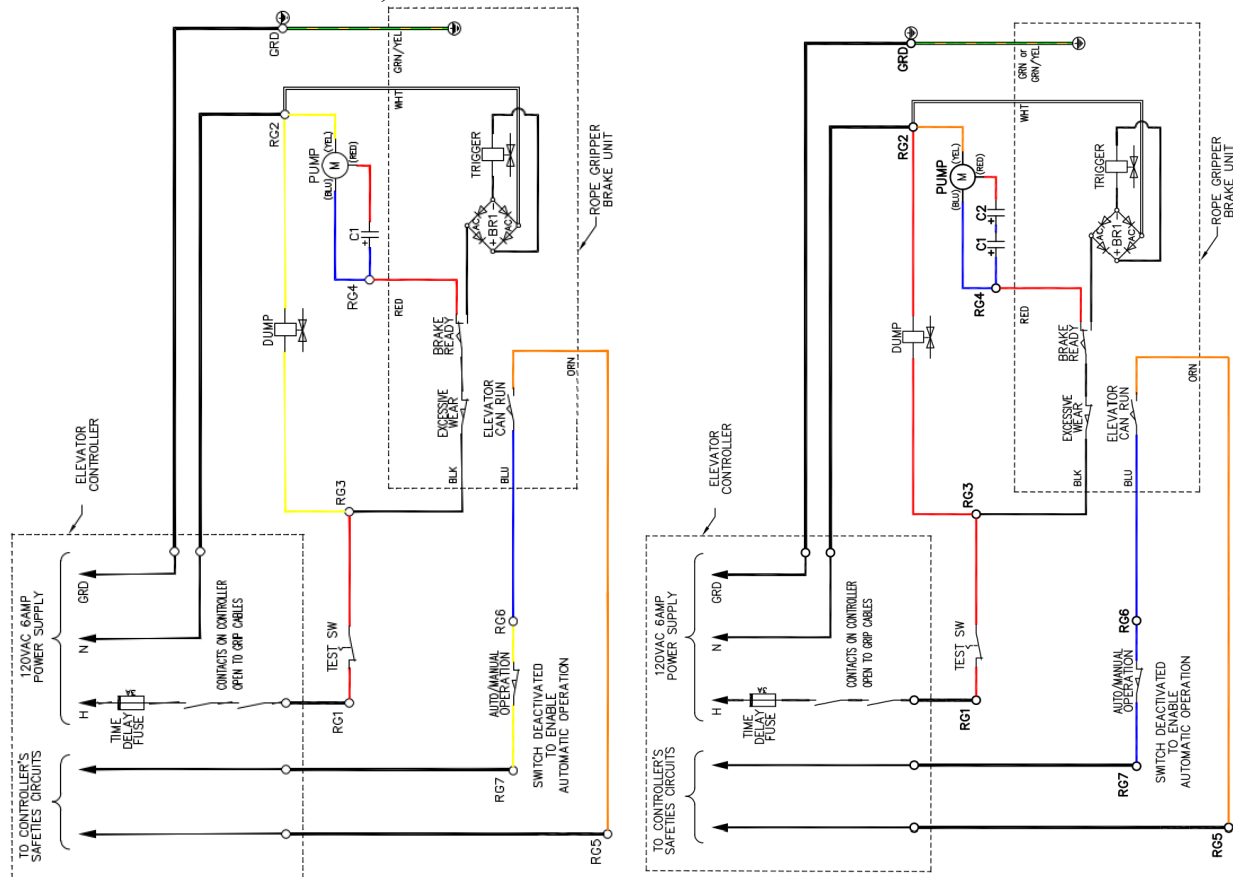 GRD
GRN/YEL
WHT
RG2
PUMP
(YEL)
M
(RED)
(BLU)
TRIGGER
ROPE GRIPPER
BRAKE UNIT
C1
+
AC
+ BR1 -
AC
RG4
RED
DUMP
BRAKE
READY
ORN
EXCESSIVE
WEAR
ELEVATOR
CAN RUN
ELEVATOR
CONTROLLER
BLK
BLU
RG3
120VAC 6AMP
POWER SUPPLY
GRD
N
H
CONTACTS ON CONTROLLER
OPEN TO GRIP CABLES
TEST SW
RG6
AUTO/MANUAL
OPERATION
3A
TIME
DELAY
FUSE
RG1
SWITCH DEACTIVATED
TO ENABLE
AUTOMATIC OPERATION
TO CONTROLLER'S
SAFETIES CIRCUITS
RG7
RG5
GRD
GRN or
GRN/YEL
WHT
RG2
PUMP
(YEL)
M
(RED)
(BLU)
TRIGGER
ROPE GRIPPER
BRAKE UNIT
C2
+
C1
+
AC
+ BR1 -
AC
RG4
RED
DUMP
BRAKE
READY
ORN
EXCESSIVE
WEAR
ELEVATOR
CAN RUN
ELEVATOR
CONTROLLER
BLK
BLU
RG3
120VAC 6AMP
POWER SUPPLY
GRD
N
H
CONTACTS ON CONTROLLER
OPEN TO GRIP CABLES
TEST SW
RG6
AUTO/MANUAL
OPERATION
3A
TIME
DELAY
FUSE
RG1
SWITCH DEACTIVATED
TO ENABLE
AUTOMATIC OPERATION
TO CONTROLLER'S
SAFETIES CIRCUITS
RG7
RG5